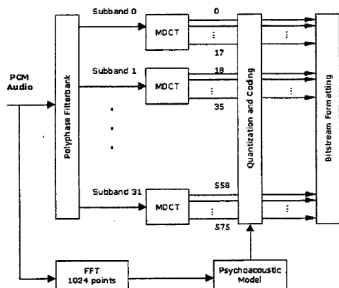 Subband 0
0
MDCT
17
PCM
Audio
Polyphase Filterbank
Subband 1
18
MDCT
35
Quantization and Coding
Bitstream Formatting
Subband 31
558
MDCT
575
FFT
1024 points
Psychoacoustic
Model